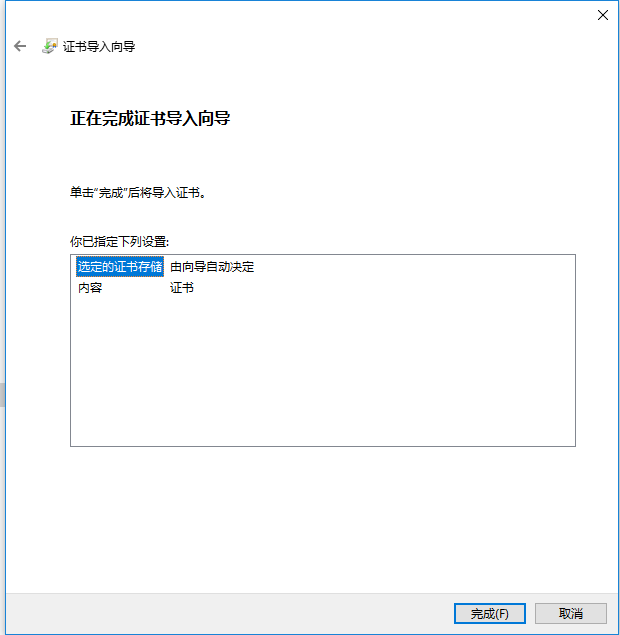 证书导入向导
正在完成证书导入向导
单击“完成”后将导入证书。
你已指定下列设置:
选定的证书存储 由向导自动决定
内容 证书
完成(F) 取消